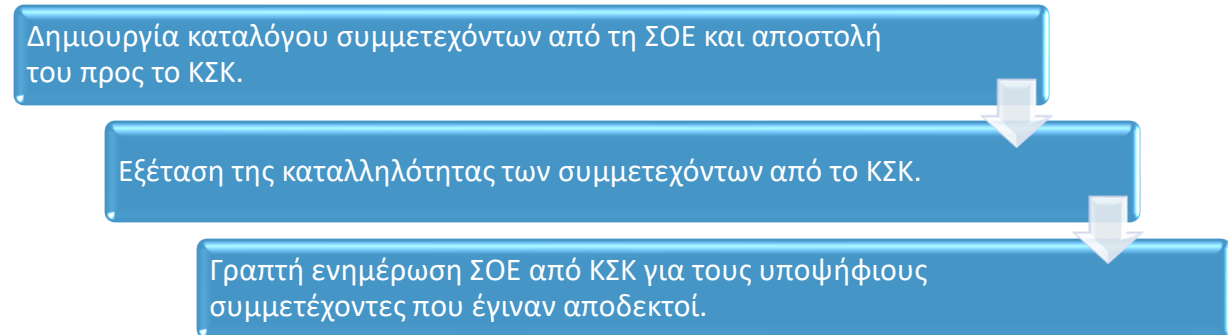 Δημιουργία καταλόγου συμμετεχόντων από τη ΣΟΕ και αποστολή
του προς το ΚΣΚ.
Εξέταση της καταλληλότητας των συμμετεχόντων από το ΚΣΚ.
Γραπτή ενημέρωση ΣΟΕ από ΚΣΚ για τους υποψήφιους
συμμετέχοντες που έγιναν αποδεκτοί.